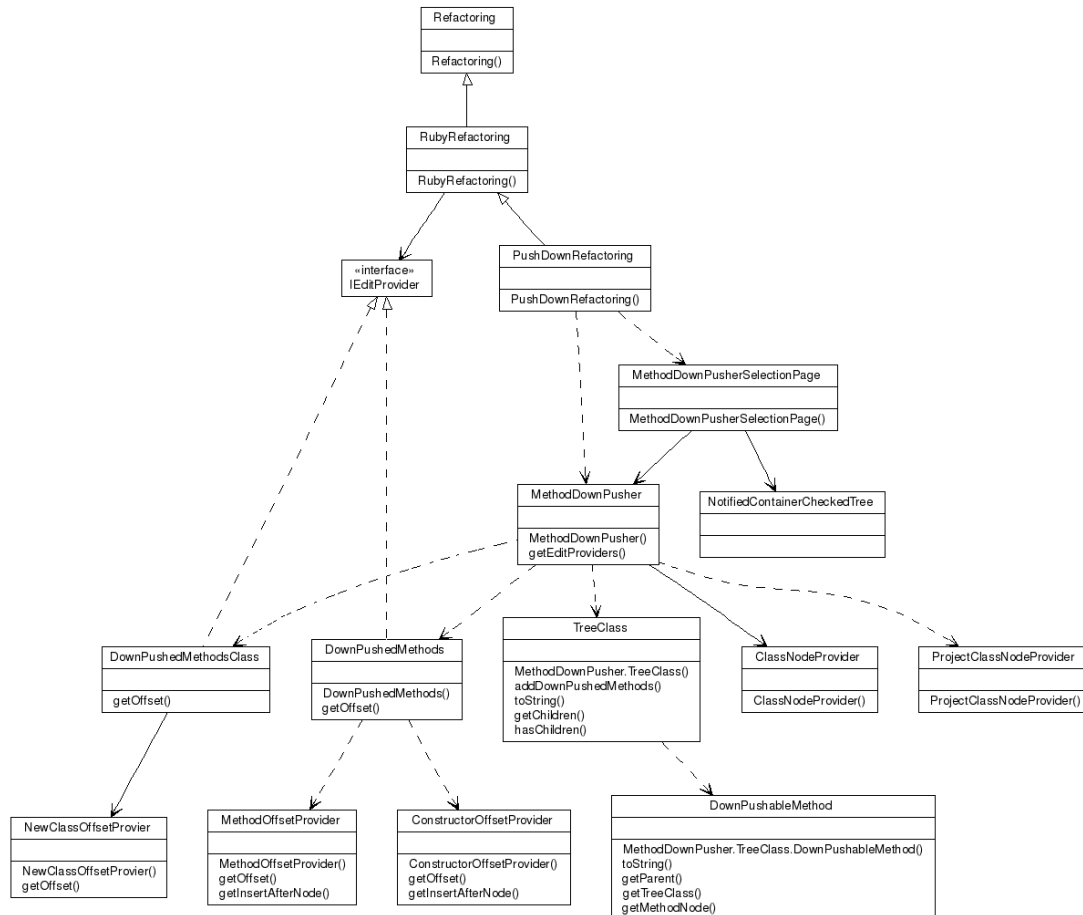 Refactoring
Refactoring()
RubyRefactoring
RubyRefactoring()
«interface»
IEditProvider
PushDownRefactoring
PushDownRefactoring()
MethodDownPusherSelectionPage
MethodDownPusherSelectionPage()
MethodDownPusher
MethodDownPusher()
getEditProviders()
NotifiedContainerCheckedTree
DownPushedMethodsClass
getOffset()
DownPushedMethods
DownPushedMethods()
getOffset()
TreeClass
MethodDownPusher.TreeClass()
addDownPushedMethods()
toString()
getChildren()
hasChildren()
ClassNodeProvider
ClassNodeProvider()
ProjectClassNodeProvider
ProjectClassNodeProvider()
NewClassOffsetProvier
NewClassOffsetProvier()
getOffset()
MethodOffsetProvider
MethodOffsetProvider()
getOffset()
getInsertAfterNode()
ConstructorOffsetProvider
ConstructorOffsetProvider()
getOffset()
getInsertAfterNode()
DownPushableMethod
MethodDownPusher.TreeClass.DownPushableMethod()
toString()
getParent()
getTreeClass()
getMethodNode()